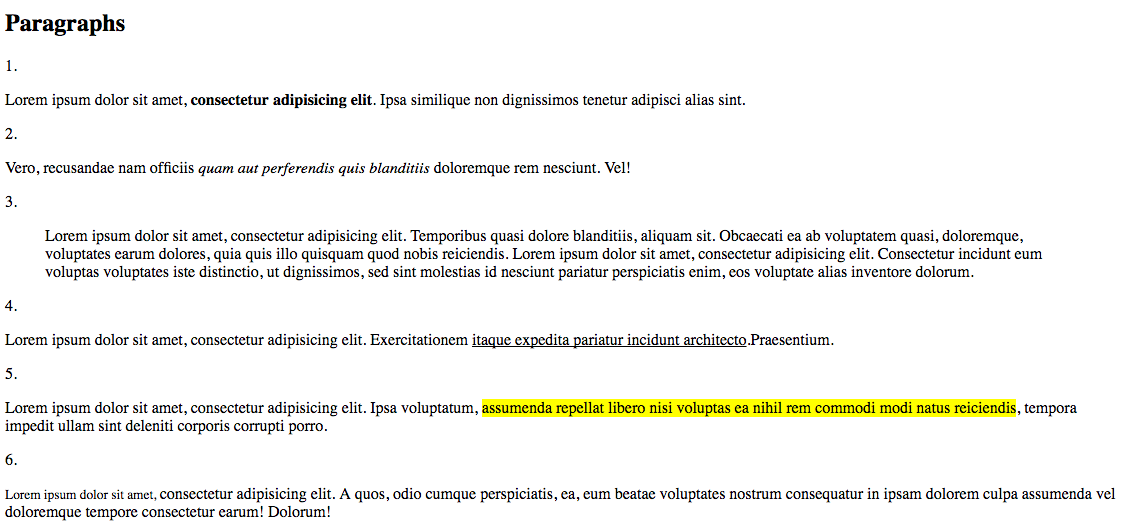 Paragraphs
1.
Lorem ipsum dolor sit amet, consectetur adipisicing elit. Ipsa similique non dignissimos tenetur adipisci alias sint.
2.
Vero, recusandae nam officiis quam aut perferendis quis blanditiis doloremque rem nesciunt. Vel!
3.
Lorem ipsum dolor sit amet, consectetur adipisicing elit. Temporibus quasi dolore blanditiis, aliquam sit. Obcaecati ea ab voluptatem quasi, doloremque,
voluptates earum dolores, quia quis illo quisquam quod nobis reiciendis. Lorem ipsum dolor sit amet, consectetur adipisicing elit. Consectetur incidunt eum
voluptas voluptates iste distinctio, ut dignissimos, sed sint molestias id nesciunt pariatur perspiciatis enim, eos voluptate alias inventore dolorum.
4.
Lorem ipsum dolor sit amet, consectetur adipisicing elit. Exercitationem itaque expedita pariatur incidunt architecto.Praesentium.
5.
Lorem ipsum dolor sit amet, consectetur adipisicing elit. Ipsa voluptatum, assumenda repellat libero nisi voluptas ea nihil rem commodi modi natus reiciendis, tempora
impedit ullam sint deleniti corporis corrupti porro.
6.
Lorem ipsum dolor sit amet, consectetur adipisicing elit. A quos, odio cumque perspiciatis, ea, eum beatae voluptates nostrum consequatur in ipsam dolorem culpa assumenda vel
doloremque tempore consectetur earum! Dolorum!